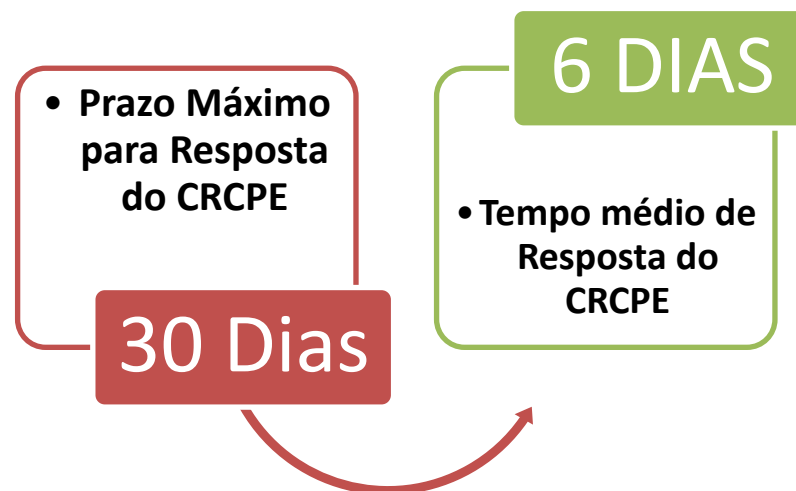 • Prazo Máximo
para Resposta
do CRCPE
30 Dias
6 DIAS
• Tempo médio de
Resposta do
CRCPE